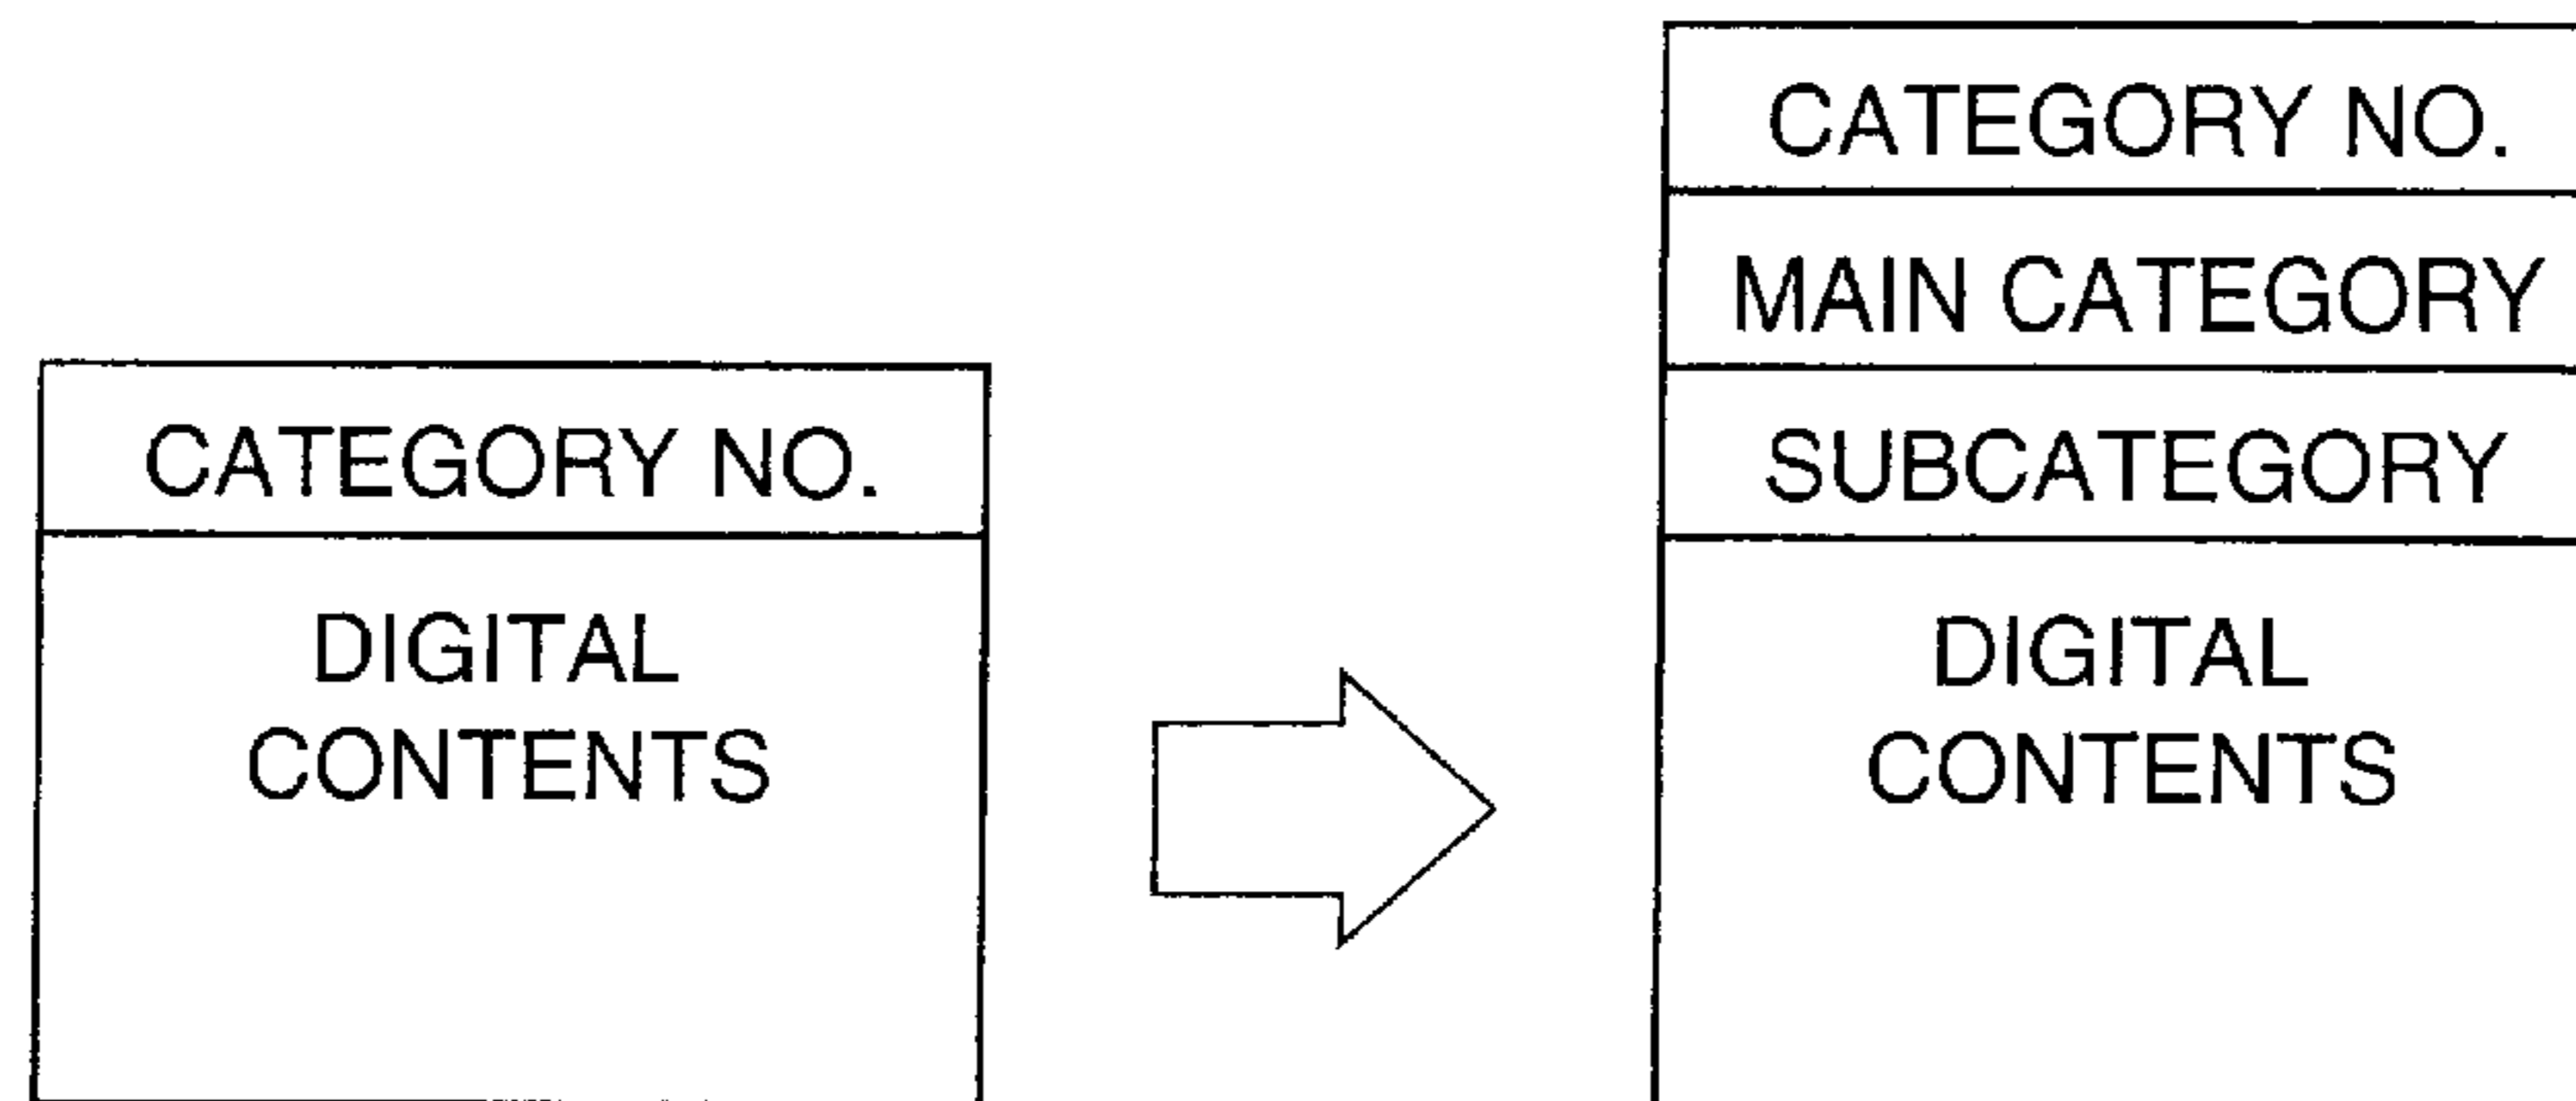 CATEGORY NO.
DIGITAL
CONTENTS
CATEGORY NO.
MAIN CATEGORY
SUBCATEGORY
DIGITAL
CONTENTS